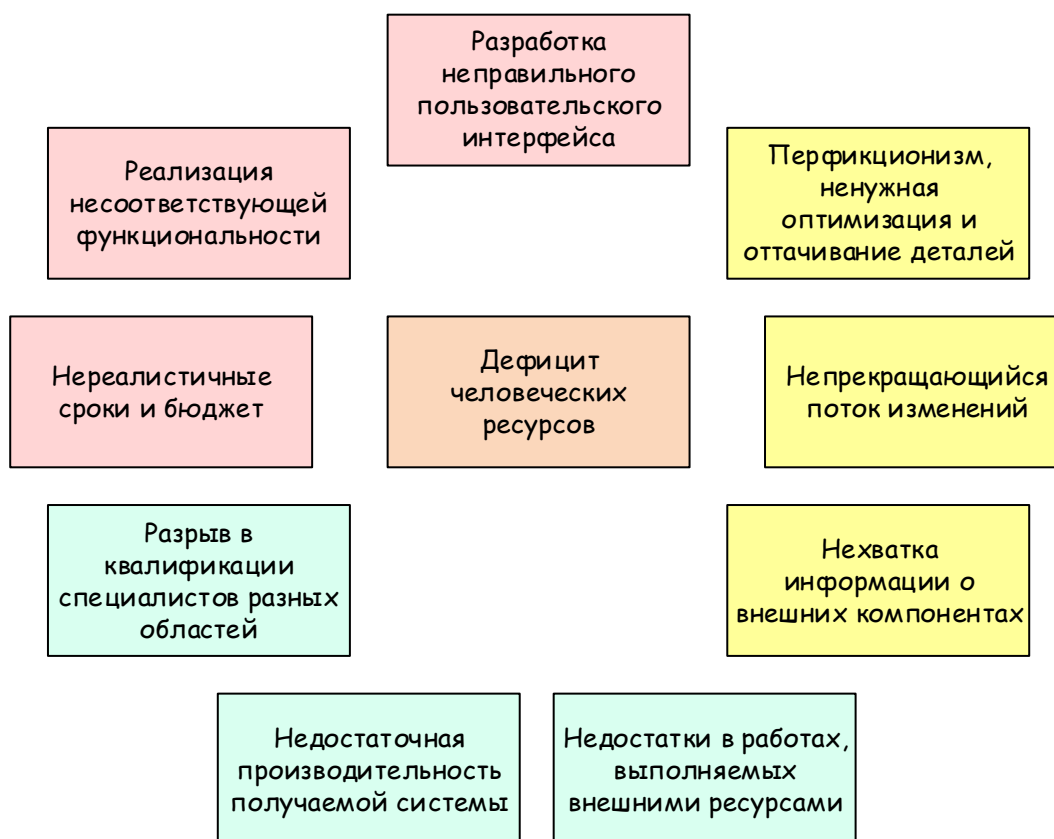 Разработка
неправильного
пользовательского
интерфейса
Реализация
несоответствующей
функциональности
Перфикционизм,
ненужная
оптимизация и
оттачивание деталей
Нереалистичные
сроки и бюджет
Дефицит
человеческих
ресурсов
Непрекращающийся
поток изменений
Разрыв в
квалификации
специалистов разных
областей
Нехватка
информации о
внешних компонентах
Недостаточная
производительность
получаемой системы
Недостатки в работах,
выполняемых
внешними ресурсами